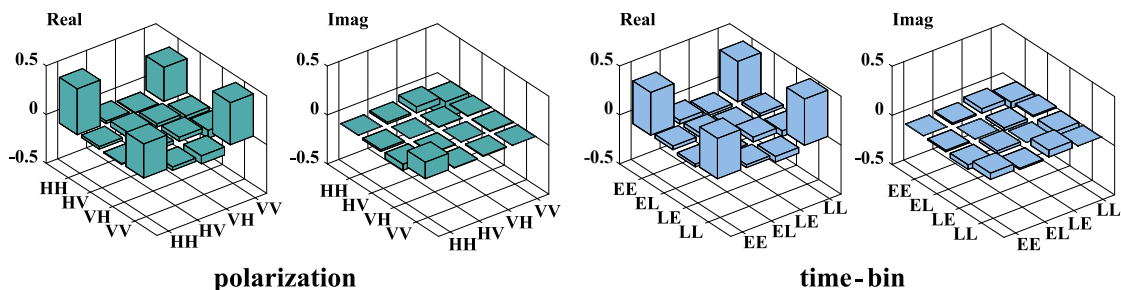 Real
0.5
0
-0.5
HH
HV
VH
VV
HH
HV
VH
VV
Imag
0.5
0
-0.5
HH
HV
VH
VV
HH
HV
VH
VV
polarization
Real
0.5
0
-0.5
EE
EL
LE
LL
EE
EL
LE
LL
Imag
0.5
0
-0.5
EE
EL
LE
LL
EE
EL
LE
LL
time-bin